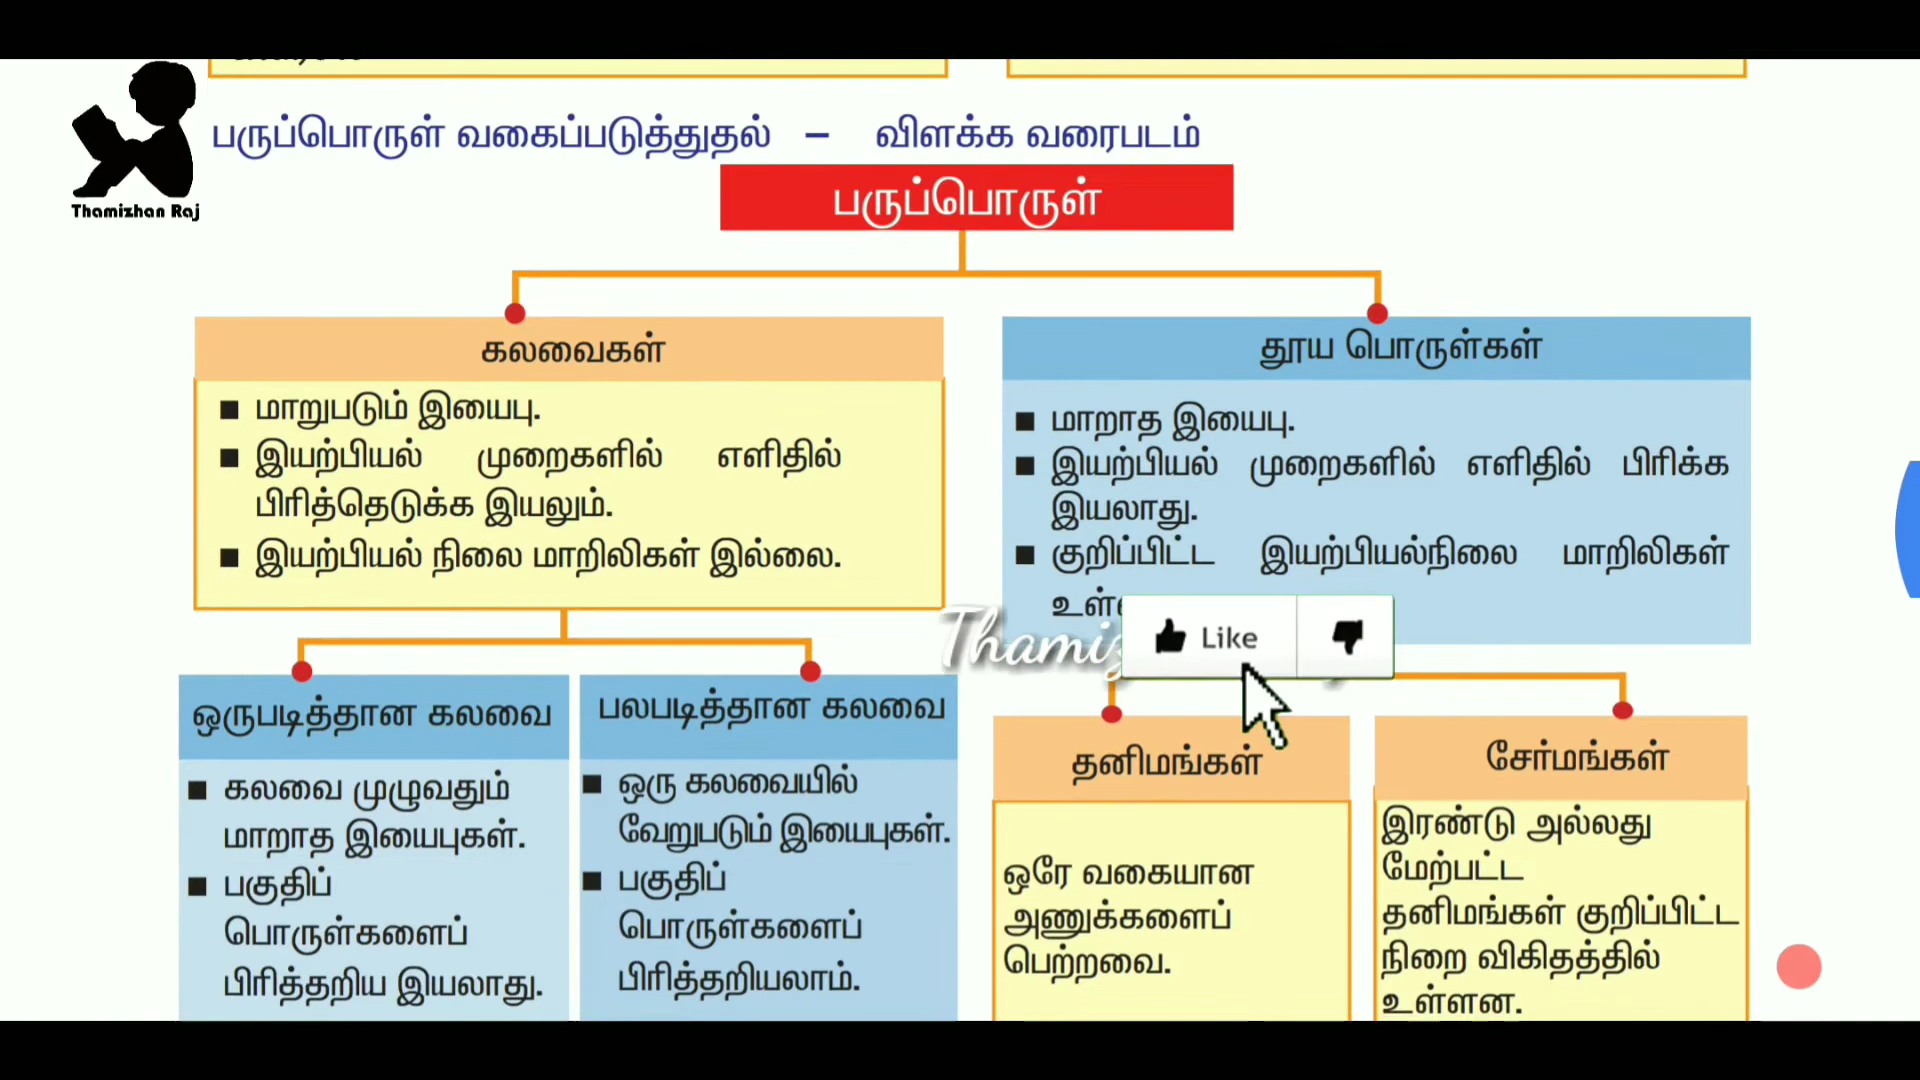 Thamizhan Raj
பருப்பொருள் வகைப்படுத்துதல் – விளக்க வரைபடம்
பருப்பொருள்
கலவைகள்
■ மாறுபடும் இயைபு.
■ இயற்பியல் முறைகளில் எளிதில்
பிரித்தெடுக்க இயலும்.
■ இயற்பியல் நிலை மாறிலிகள் இல்லை.
தூய பொருள்கள்
■ மாறாத இயைபு.
■ இயற்பியல் முறைகளில் எளிதில் பிரிக்க
இயலாது.
■ குறிப்பிட்ட இயற்பியல்நிலை மாறிலிகள்
Like
ஒருபடித்தான கலவை
■ கலவை முழுவதும்
மாறாத இயைபுகள்.
■ பகுதிப்
பொருள்களைப்
பிரித்தறிய இயலாது.
பலபடித்தான கலவை
■ ஒரு கலவையில்
வேறுபடும் இயைபுகள்.
■ பகுதிப்
பொருள்களைப்
பிரித்தறியலாம்.
தனிமங்கள்
ஒரே வகையான
அணுக்களைப்
பெற்றவை.
சேர்மங்கள்
இரண்டு அல்லது
மேற்பட்ட
தனிமங்கள் குறிப்பிட்ட
நிறை விகிதத்தில்
உள்ளன.